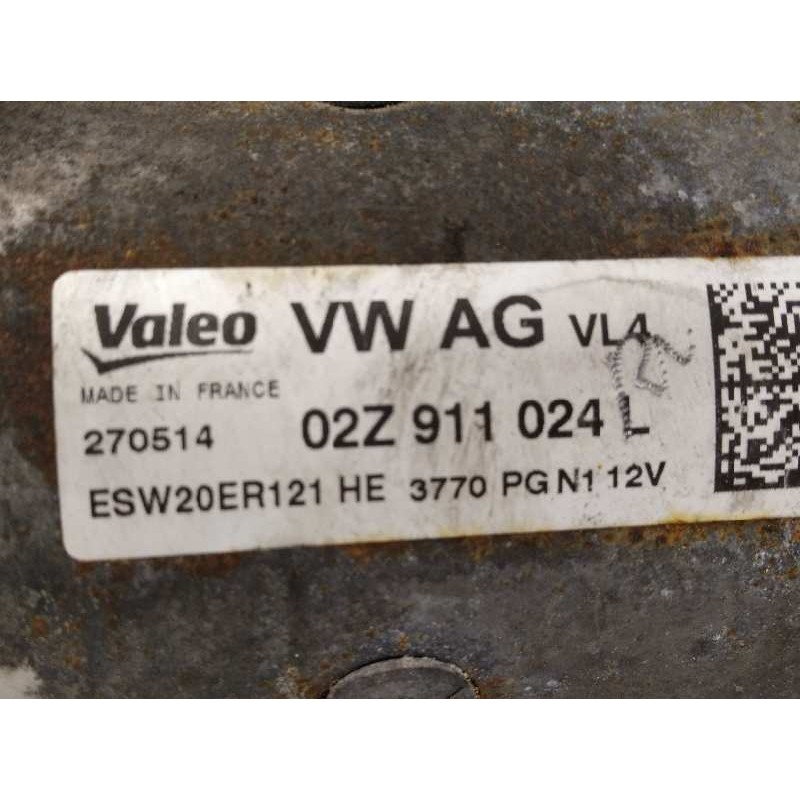 Valeo VW AG VL4
MADE IN FRANCE
270514 02Z 911 024 L
ESW20ER121 HE 3770 PG N1 12V